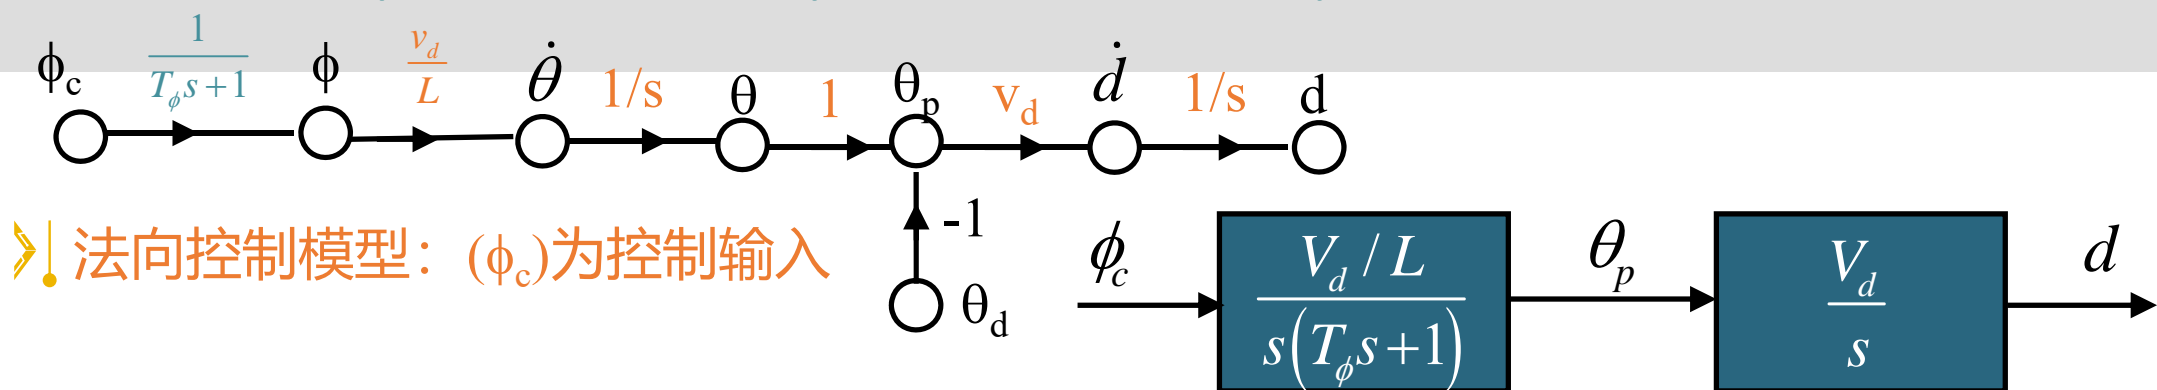 ϕc 1/(Tϕs+1) ϕ vd/L θ̇ 1/s θ 1 θp vd ḋ 1/s d
-1
法向控制模型：(ϕc)为控制输入
θd
ϕc (Vd/L)/(s(Tϕs+1)) θp Vd/s d